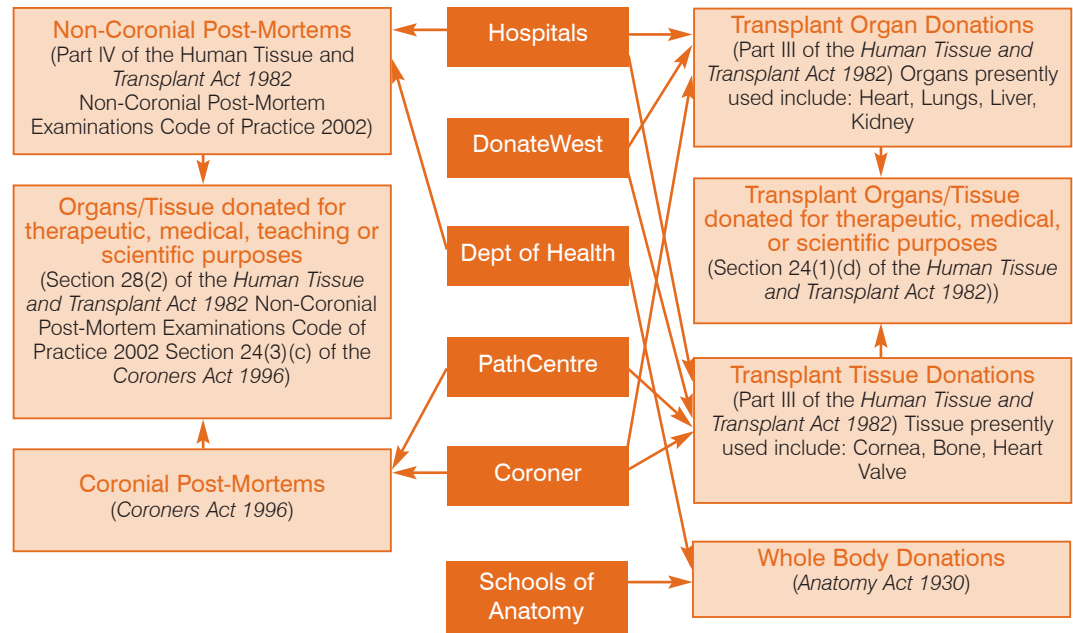 Non-Coronial Post-Mortems
(Part IV of the Human Tissue and
Transplant Act 1982
Non-Coronial Post-Mortem
Examinations Code of Practice 2002)
Organs/Tissue donated for
therapeutic, medical, teaching or
scientific purposes
(Section 28(2) of the Human Tissue
and Transplant Act 1982 Non-Coronial
Post-Mortem Examinations Code of
Practice 2002 Section 24(3)(c) of the
Coroners Act 1996)
Coronial Post-Mortems
(Coroners Act 1996)
Hospitals
DonateWest
Dept of Health
PathCentre
Coroner
Schools of
Anatomy
Transplant Organ Donations
(Part III of the Human Tissue and
Transplant Act 1982) Organs presently
used include: Heart, Lungs, Liver,
Kidney
Transplant Organs/Tissue
donated for therapeutic, medical,
or scientific purposes
(Section 24(1)(d) of the Human Tissue
and Transplant Act 1982))
Transplant Tissue Donations
(Part III of the Human Tissue and
Transplant Act 1982) Tissue presently
used include: Cornea, Bone, Heart
Valve
Whole Body Donations
(Anatomy Act 1930)